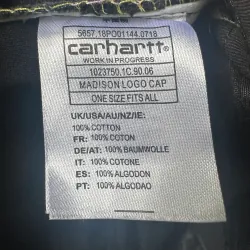 5657.18PO01144.0718
carhartt
WORK IN PROGRESS
1023750.1C.90.06
MADISON LOGO CAP
ONE SIZE FITS ALL
UK/USA/AU/NZ/IE:
100% COTTON
FR: 100% COTON
DE/AT: 100% BAUMWOLLE
IT: 100% COTONE
ES: 100% ALGODON
PT: 100% ALGODAO